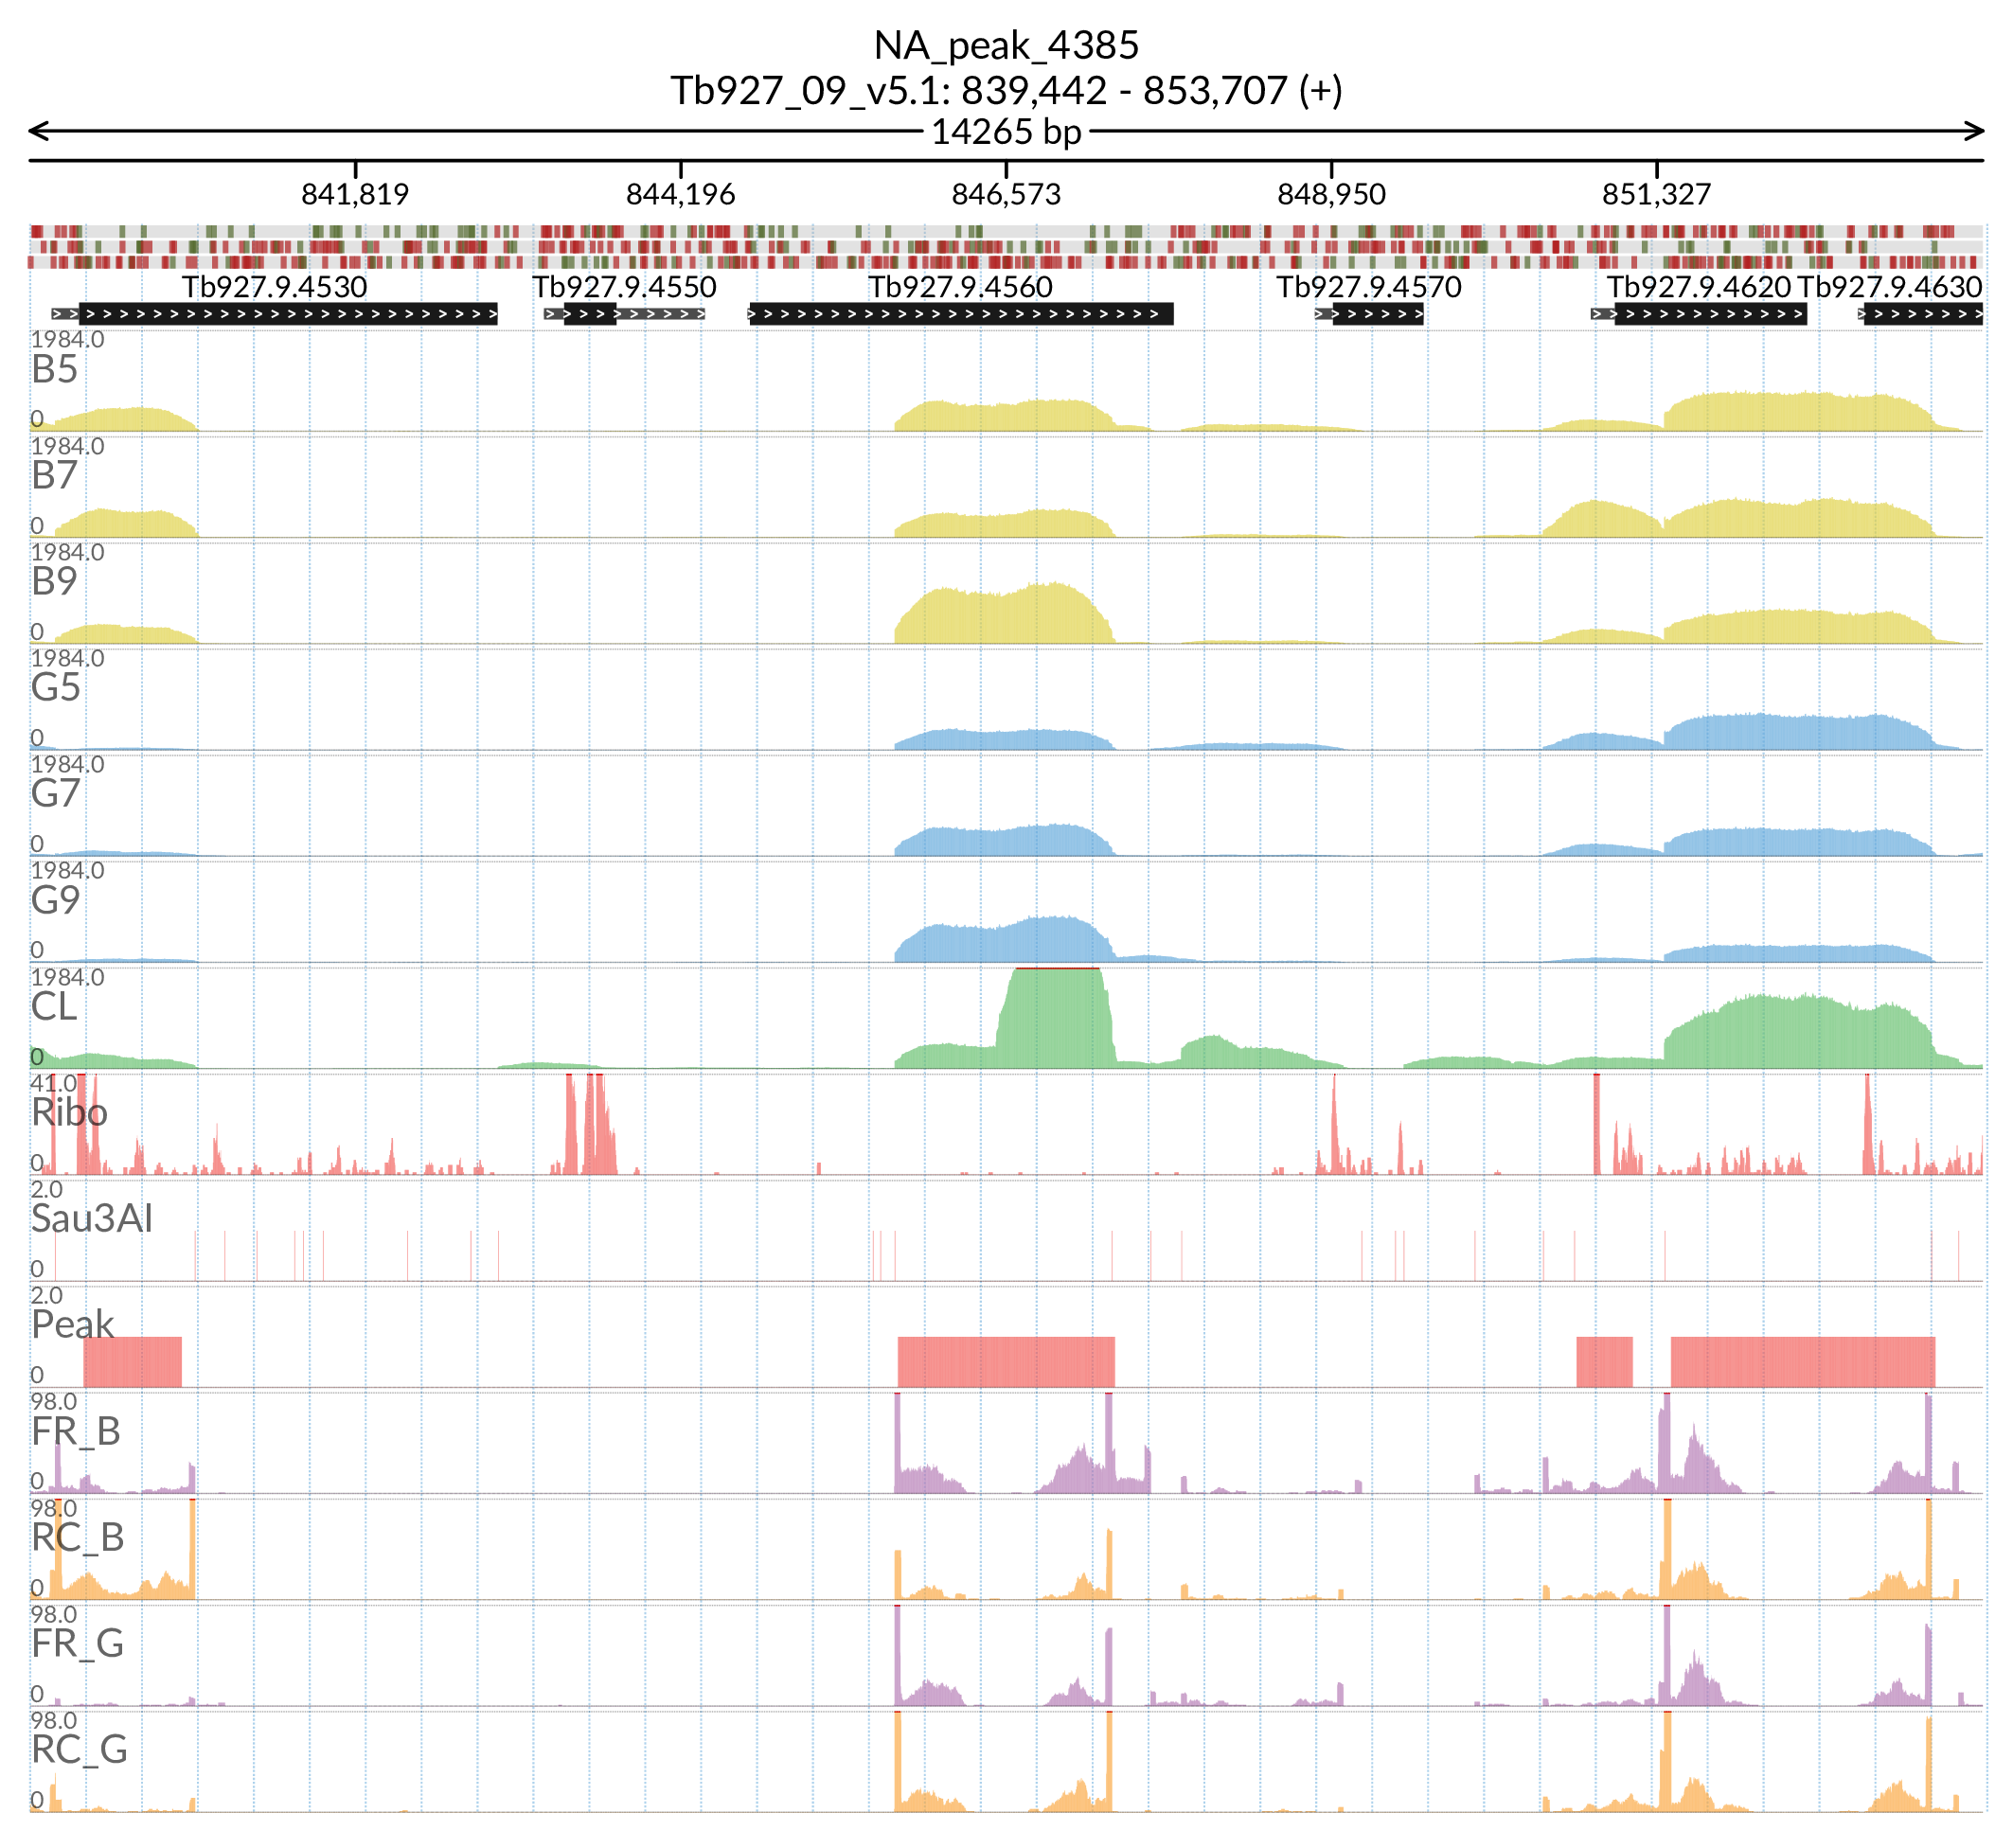 NA_peak_4385
Tb927_09_v5.1: 839,442 - 853,707 (+)
14265 bp
841,819 844,196 846,573 848,950 851,327
Tb927.9.4530 Tb927.9.4550 Tb927.9.4560 Tb927.9.4570 Tb927.9.4620 Tb927.9.4630
1984.0
B5
0
1984.0
B7
0
1984.0
B9
0
1984.0
G5
0
1984.0
G7
0
1984.0
G9
0
1984.0
CL
0
41.0
Ribo
0
2.0
Sau3AI
0
2.0
Peak
0
98.0
FR_B
0
98.0
RC_B
0
98.0
FR_G
0
98.0
RC_G
0